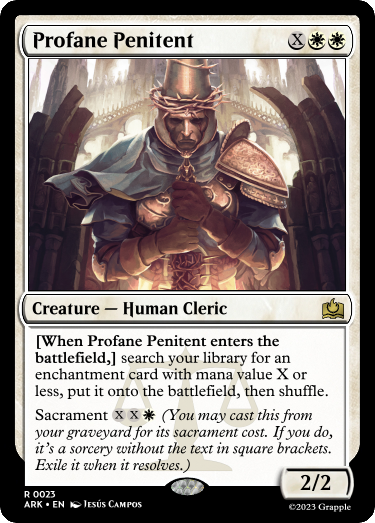 Profane Penitent X
Creature — Human Cleric
[When Profane Penitent enters the
battlefield,] search your library for an
enchantment card with mana value X or
less, put it onto the battlefield, then shuffle.
Sacrament X X (You may cast this from
your graveyard for its sacrament cost. If you do,
it's a sorcery without the text in square brackets.
Exile it when it resolves.)
2/2
R 0023
ARK • EN Jesús Campos
©2023 Grapple